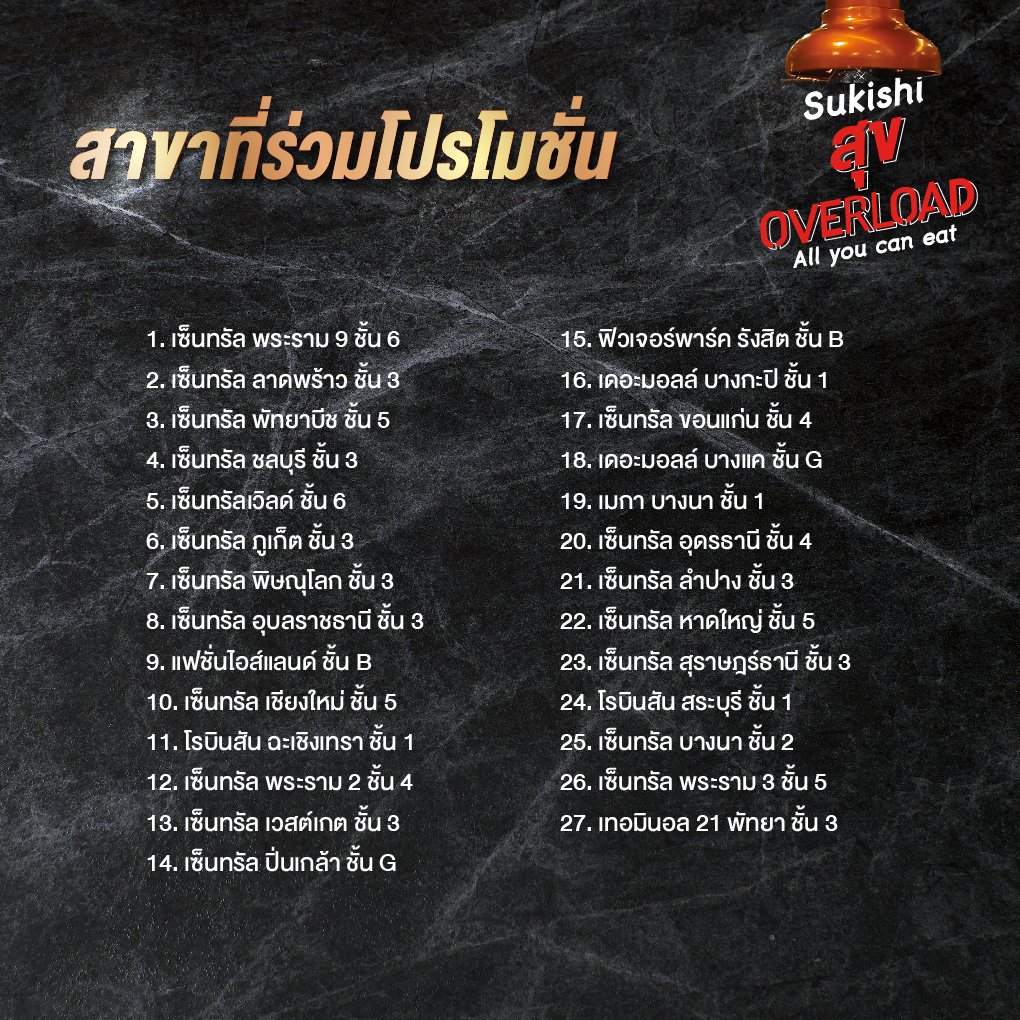 สาขาที่ร่วมโปรโมชั่น
Sukishi
สุข
OVERLOAD
All you can eat
1. เซ็นทรัล พระราม 9 ชั้น 6
2. เซ็นทรัล ลาดพร้าว ชั้น 3
3. เซ็นทรัล พัทยาบีช ชั้น 5
4. เซ็นทรัล ชลบุรี ชั้น 3
5. เซ็นทรัลเวิลด์ ชั้น 6
6. เซ็นทรัล ภูเก็ต ชั้น 3
7. เซ็นทรัล พิษณุโลก ชั้น 3
8. เซ็นทรัล อุบลราชธานี ชั้น 3
9. แฟชั่นไอส์แลนด์ ชั้น B
10. เซ็นทรัล เชียงใหม่ ชั้น 5
11. โรบินสัน ฉะเชิงเทรา ชั้น 1
12. เซ็นทรัล พระราม 2 ชั้น 4
13. เซ็นทรัล เวสต์เกต ชั้น 3
14. เซ็นทรัล ปิ่นเกล้า ชั้น G
15. ฟิวเจอร์พาร์ค รังสิต ชั้น B
16. เดอะมอลล์ บางกะปิ ชั้น 1
17. เซ็นทรัล ขอนแก่น ชั้น 4
18. เดอะมอลล์ บางแค ชั้น G
19. เมกา บางนา ชั้น 1
20. เซ็นทรัล อุดรธานี ชั้น 4
21. เซ็นทรัล ลำปาง ชั้น 3
22. เซ็นทรัล หาดใหญ่ ชั้น 5
23. เซ็นทรัล สุราษฎร์ธานี ชั้น 3
24. โรบินสัน สระบุรี ชั้น 1
25. เซ็นทรัล บางนา ชั้น 2
26. เซ็นทรัล พระราม 3 ชั้น 5
27. เทอมินอล 21 พัทยา ชั้น 3